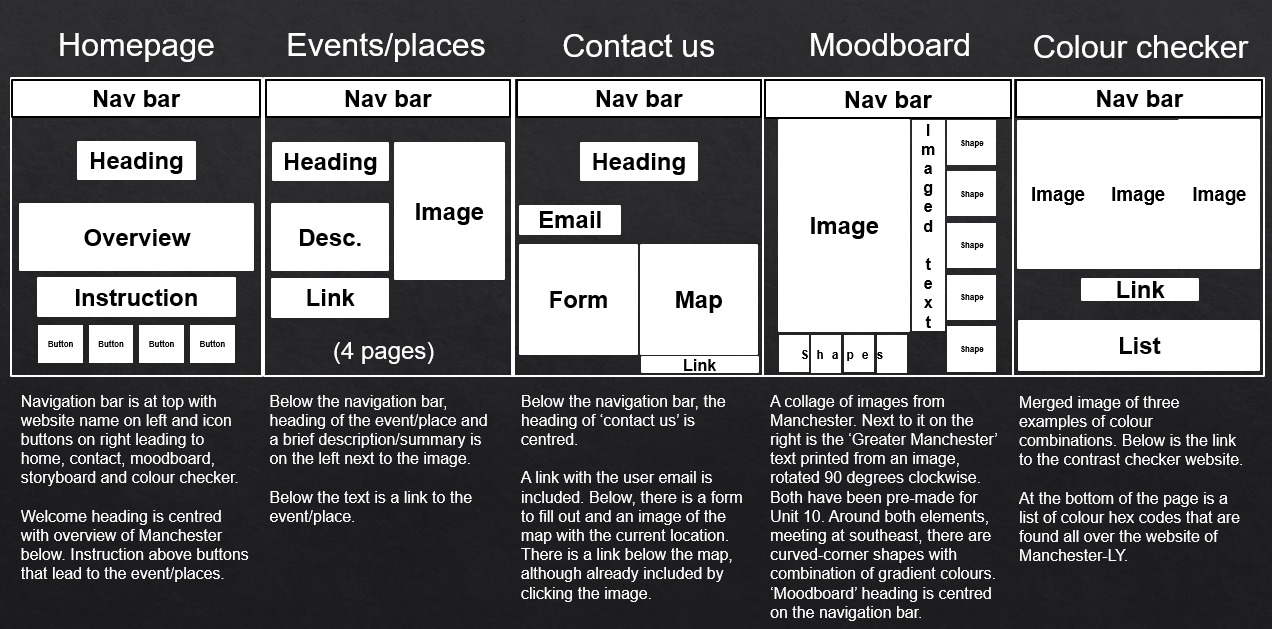 Homepage
Nav bar
Heading
Overview
Instruction
Button Button Button Button
Navigation bar is at top with
website name on left and icon
buttons on right leading to
home, contact, moodboard,
storyboard and colour checker.
Welcome heading is centred
with overview of Manchester
below. Instruction above buttons
that lead to the event/places.
Events/places
Nav bar
Heading
Image
Desc.
Link
(4 pages)
Below the navigation bar,
heading of the event/place and
a brief description/summary is
on the left next to the image.
Below the text is a link to the
event/place.
Contact us
Nav bar
Heading
Email
Form Map
Link
Below the navigation bar, the
heading of ‘contact us’ is
centred.
A link with the user email is
included. Below, there is a form
to fill out and an image of the
map with the current location.
There is a link below the map,
although already included by
clicking the image.
Moodboard
Nav bar
Image
Imaged text
Shape
Shape
Shape
Shape
Shape
Shapes
A collage of images from
Manchester. Next to it on the
right is the ‘Greater Manchester’
text printed from an image,
rotated 90 degrees clockwise.
Both have been pre-made for
Unit 10. Around both elements,
meeting at southeast, there are
curved-corner shapes with
combination of gradient colours.
‘Moodboard’ heading is centred
on the navigation bar.
Colour checker
Nav bar
Image Image Image
Link
List
Merged image of three
examples of colour
combinations. Below is the link
to the contrast checker website.
At the bottom of the page is a
list of colour hex codes that are
found all over the website of
Manchester-LY.